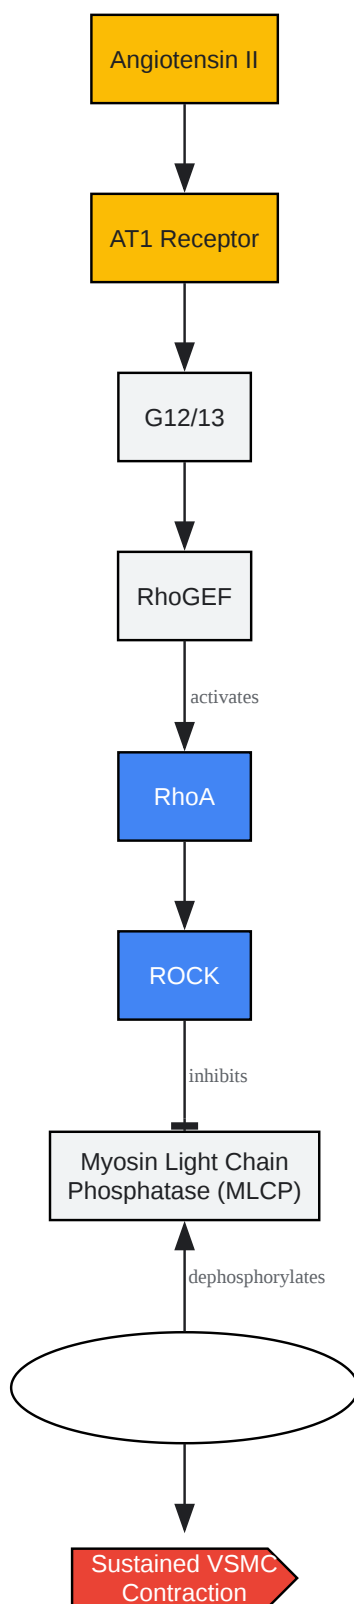 Angiotensin II
AT1 Receptor
G12/13
RhoGEF
activates
RhoA
ROCK
inhibits
Myosin Light Chain
Phosphatase (MLCP)
dephosphorylates
Sustained VSMC
Contraction